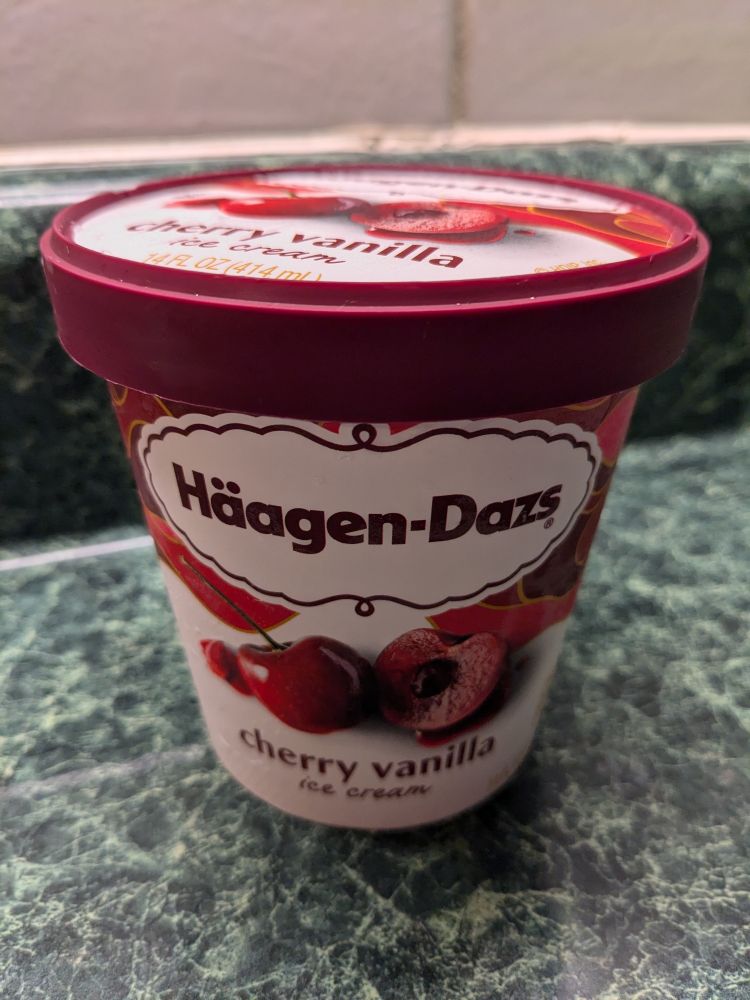 cherry vanilla
ice cream
14 FL OZ (414 mL)
Häagen-Dazs®
cherry vanilla
ice cream